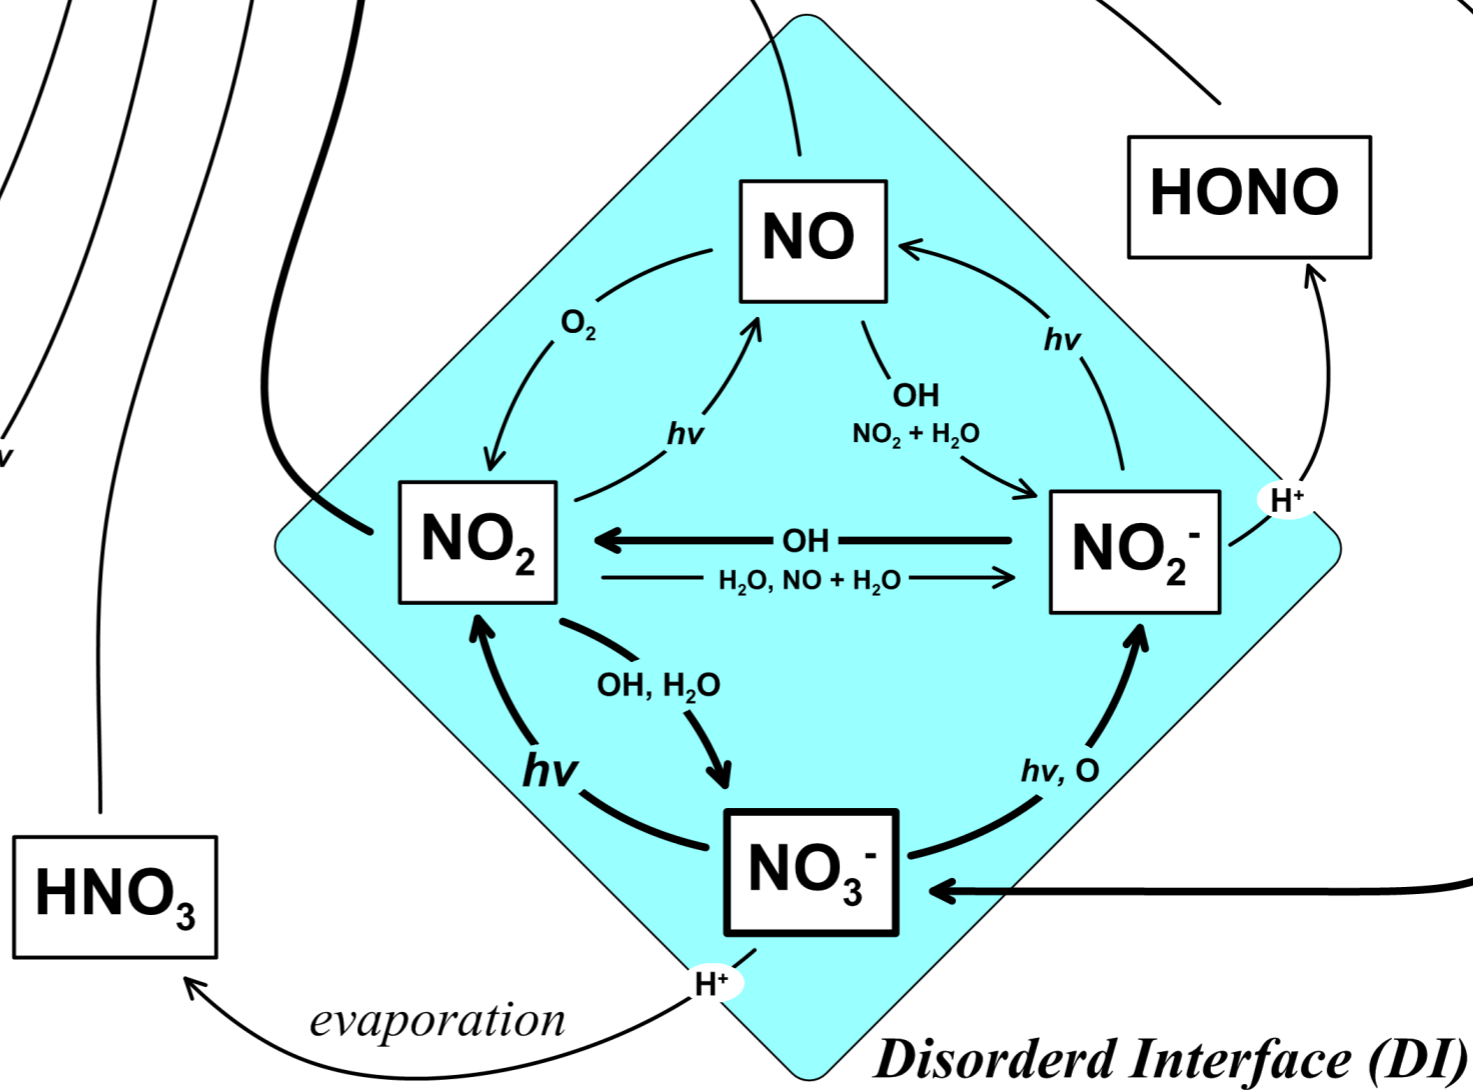 HONO
NO
O₂
hv
OH
NO₂ + H₂O
hv
v
H⁺
NO₂
OH
H₂O, NO + H₂O
NO₂⁻
OH, H₂O
hv
hv, O
NO₃⁻
HNO₃
H⁺
evaporation
Disorderd Interface (DI)